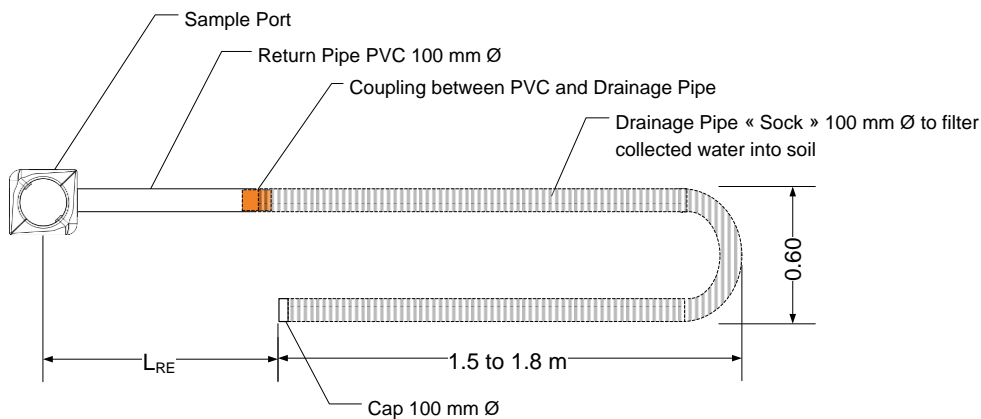 Sample Port
Return Pipe PVC 100 mm Ø
Coupling between PVC and Drainage Pipe
Drainage Pipe « Sock » 100 mm Ø to filter
collected water into soil
0.60
LRE
1.5 to 1.8 m
Cap 100 mm Ø